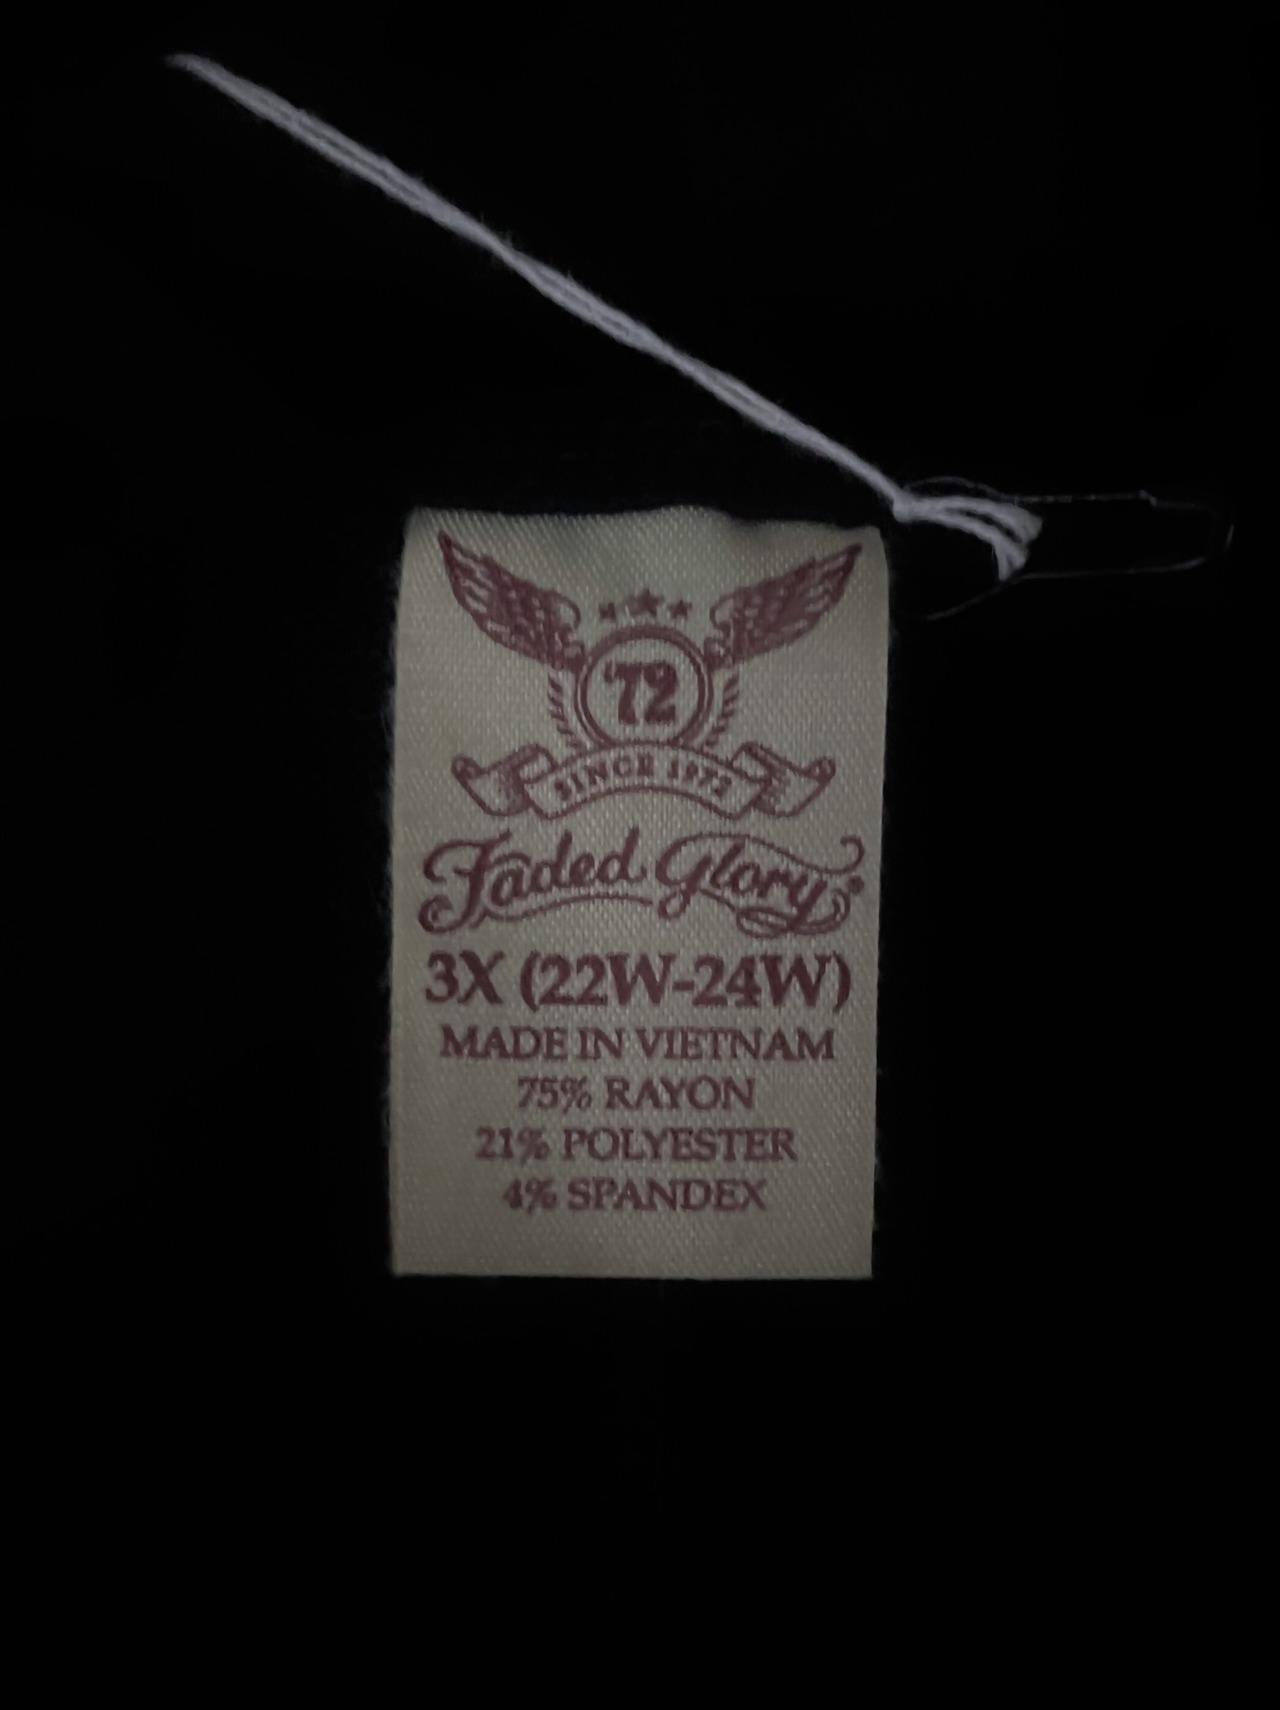 '72
SINCE 1972
Faded Glory®
3X (22W-24W)
MADE IN VIETNAM
75% RAYON
21% POLYESTER
4% SPANDEX